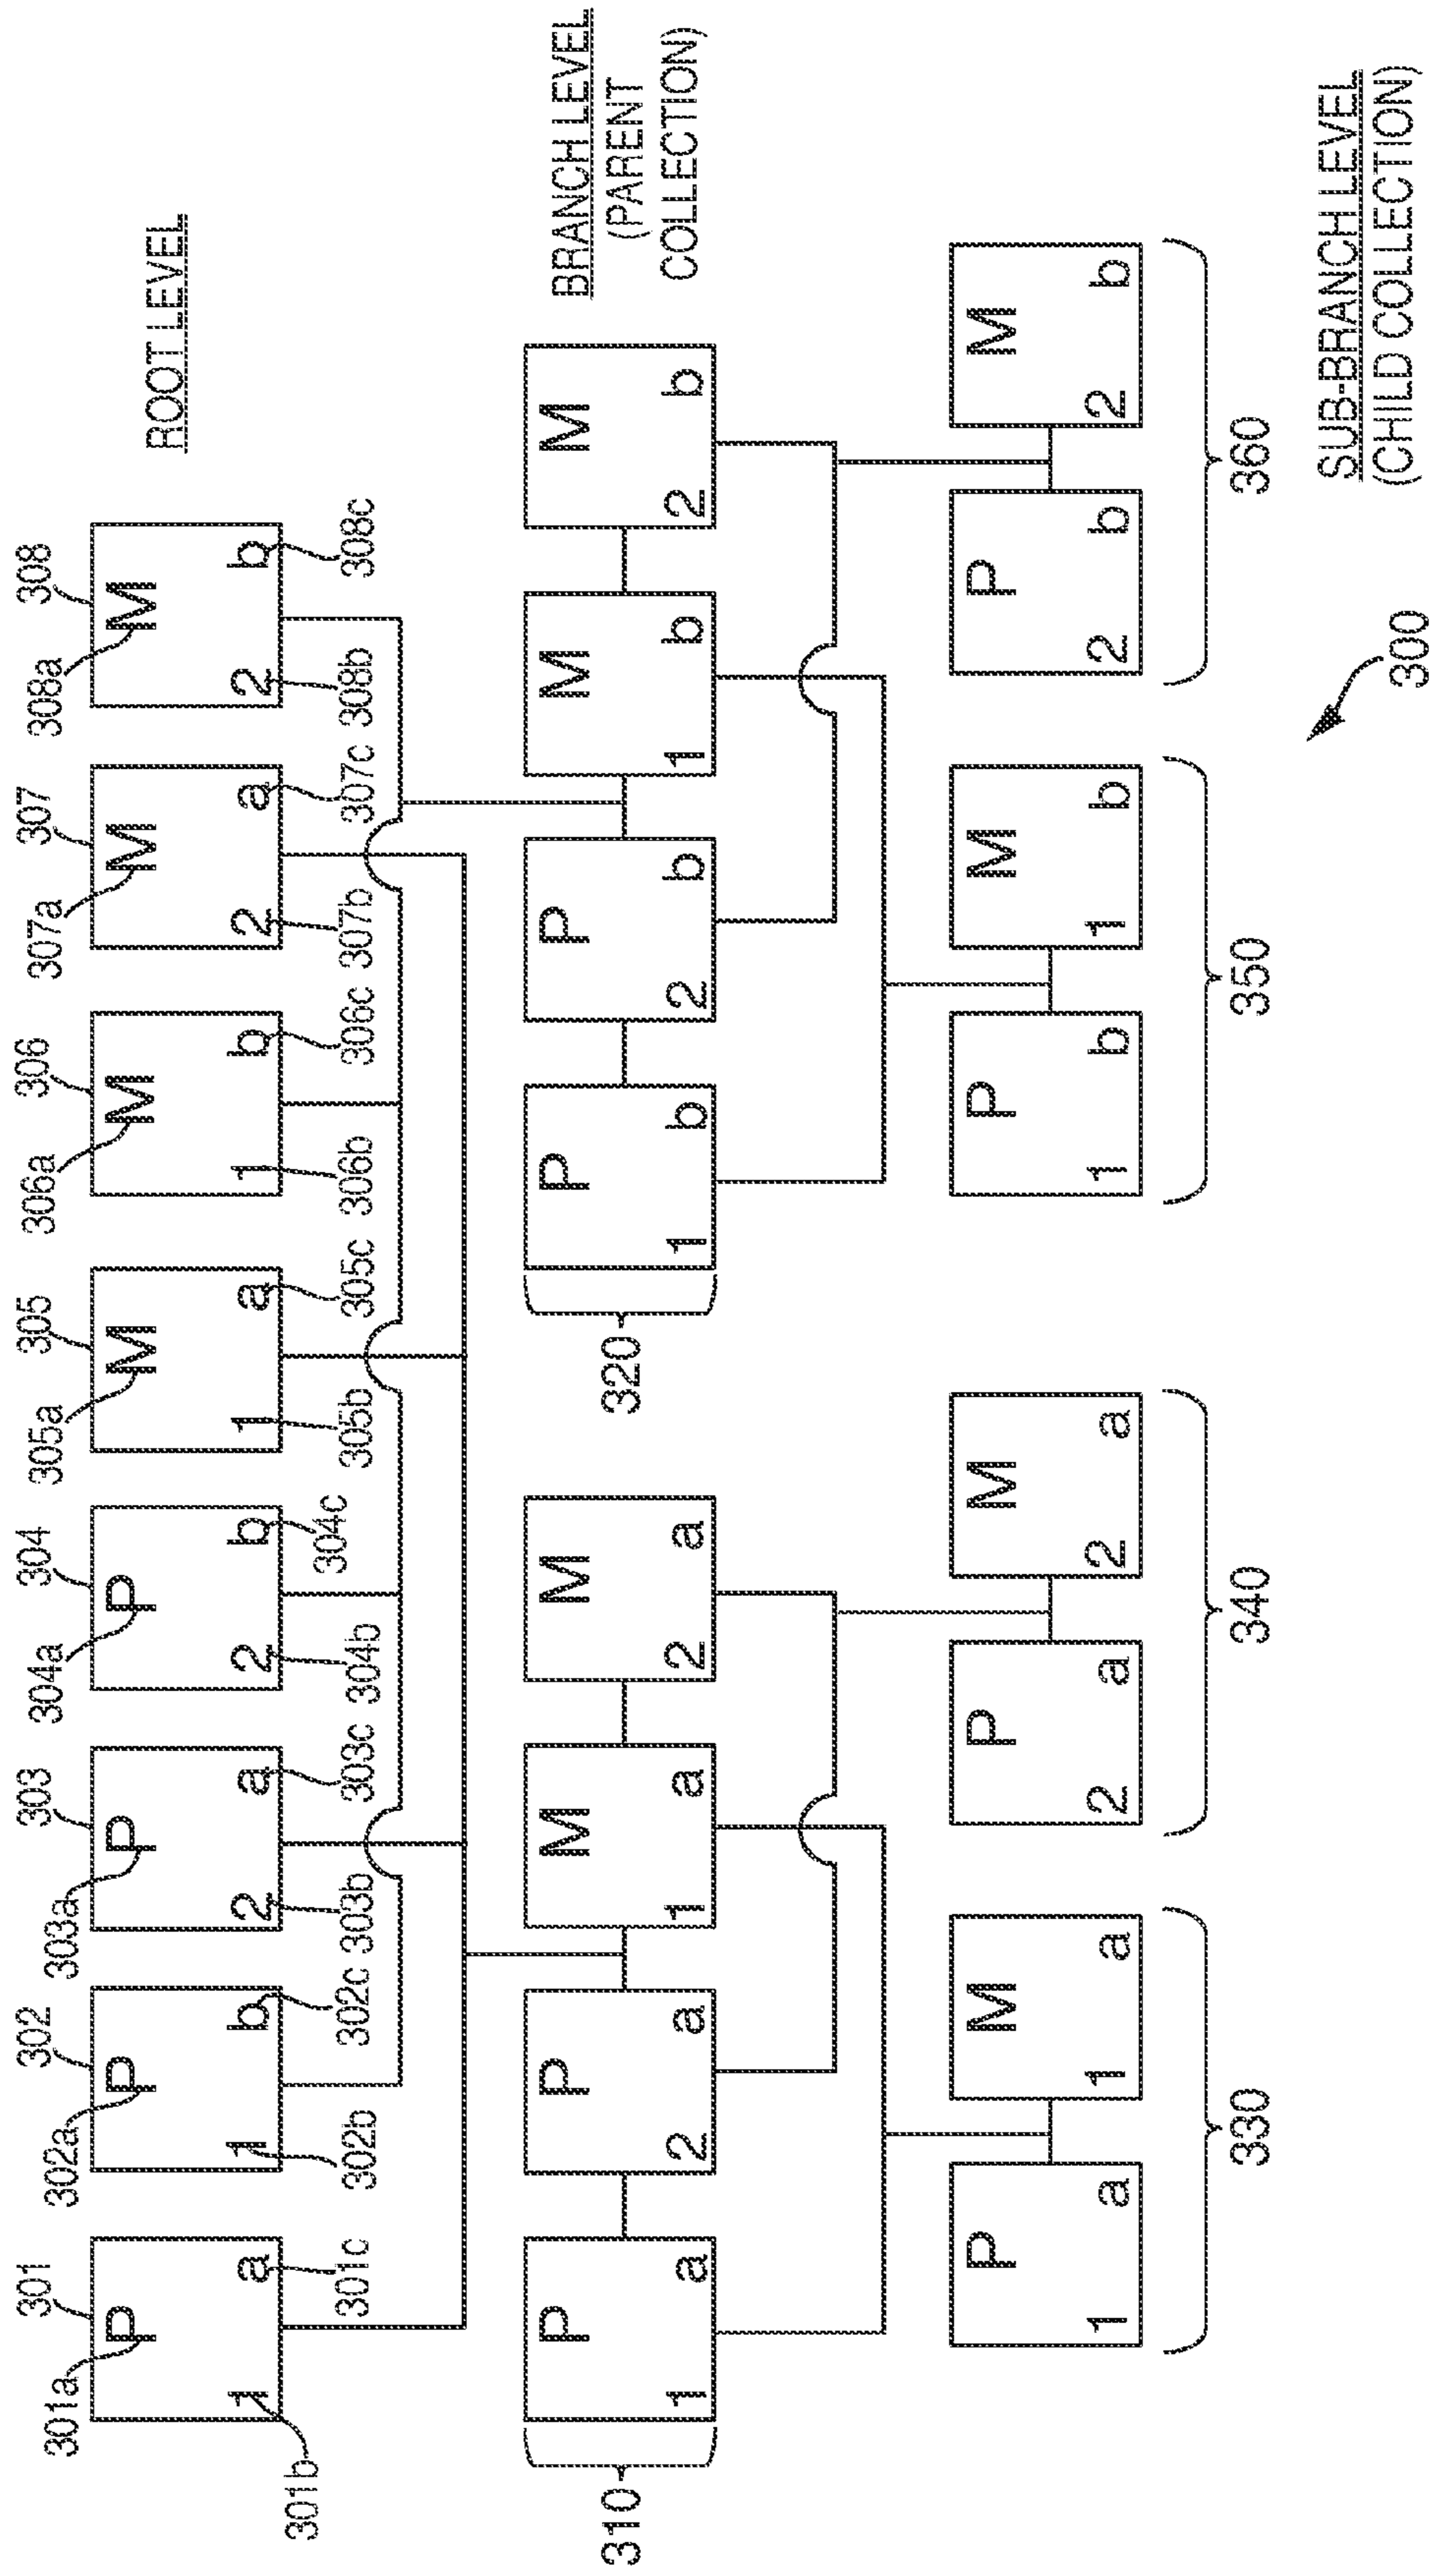 301 302 303 304 305 306 307 308
301a 302a 303a 304a 305a 306a 307a 308a
P P P P M M M M
ROOT LEVEL
1 a 1 b 2 a 2 b 1 a 1 b 2 a 2 b
301b 301c 302b 302c 303b 303c 304b 304c 305b 305c 306b 306c 307b 307c 308b 308c
BRANCH LEVEL
(PARENT
COLLECTION)
310
P P M M
1 a 2 a 1 a 2 a
320
P P M M
1 b 2 b 1 b 2 b
P M P M P M P M
1 a 1 a 2 a 2 a 1 b 1 b 2 b 2 b
330 340 350 360
SUB-BRANCH LEVEL
(CHILD COLLECTION)
300